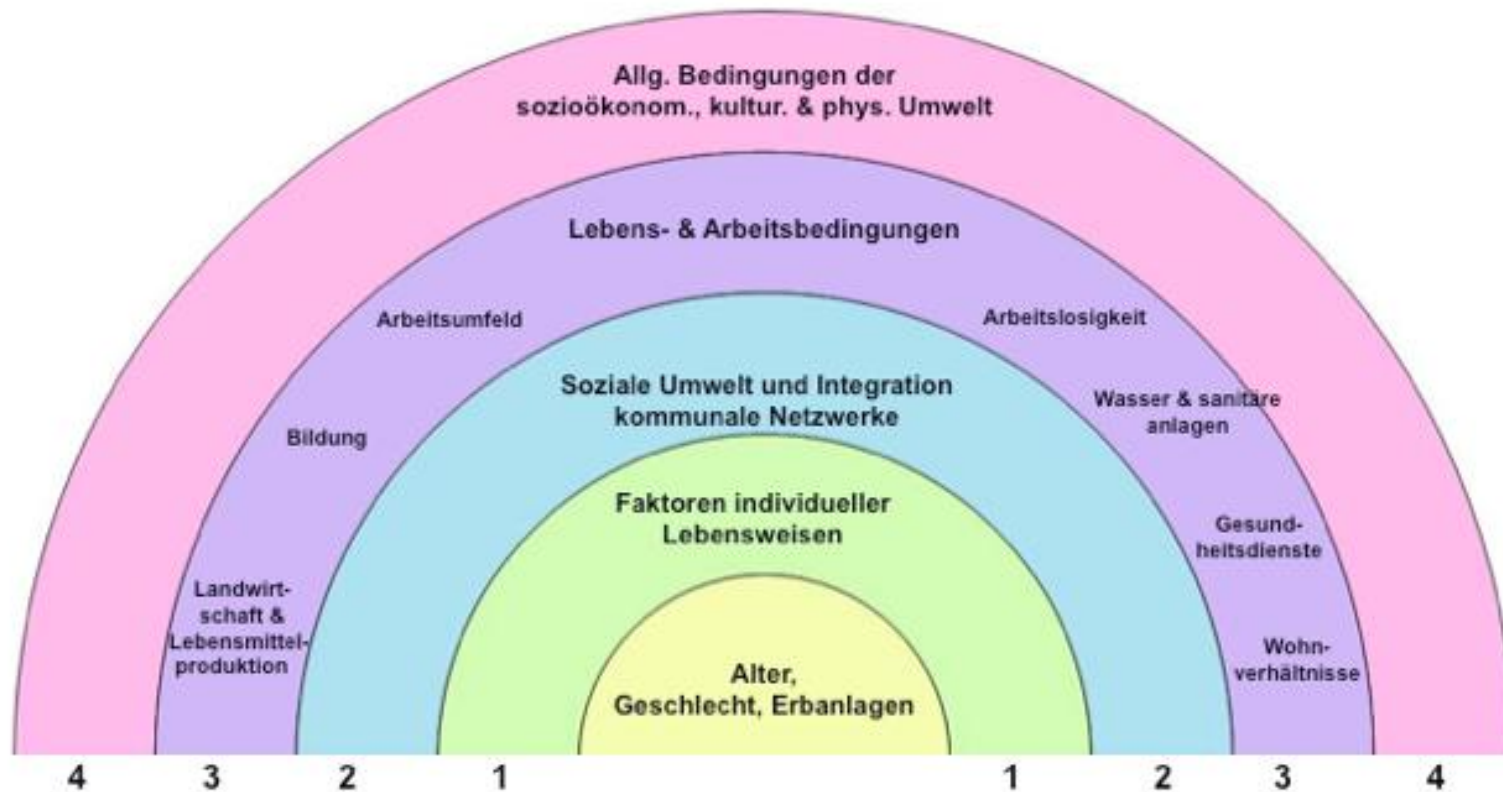 Allg. Bedingungen der
sozioökonom., kultur. & phys. Umwelt
Lebens- & Arbeitsbedingungen
Arbeitsumfeld
Arbeitslosigkeit
Soziale Umwelt und Integration
kommunale Netzwerke
Wasser & sanitäre
anlagen
Bildung
Faktoren individueller
Lebensweisen
Gesund-
heitsdienste
Landwirt-
schaft &
Lebensmittel-
produktion
Wohn-
verhältnisse
Alter,
Geschlecht, Erbanlagen
4 3 2 1 1 2 3 4